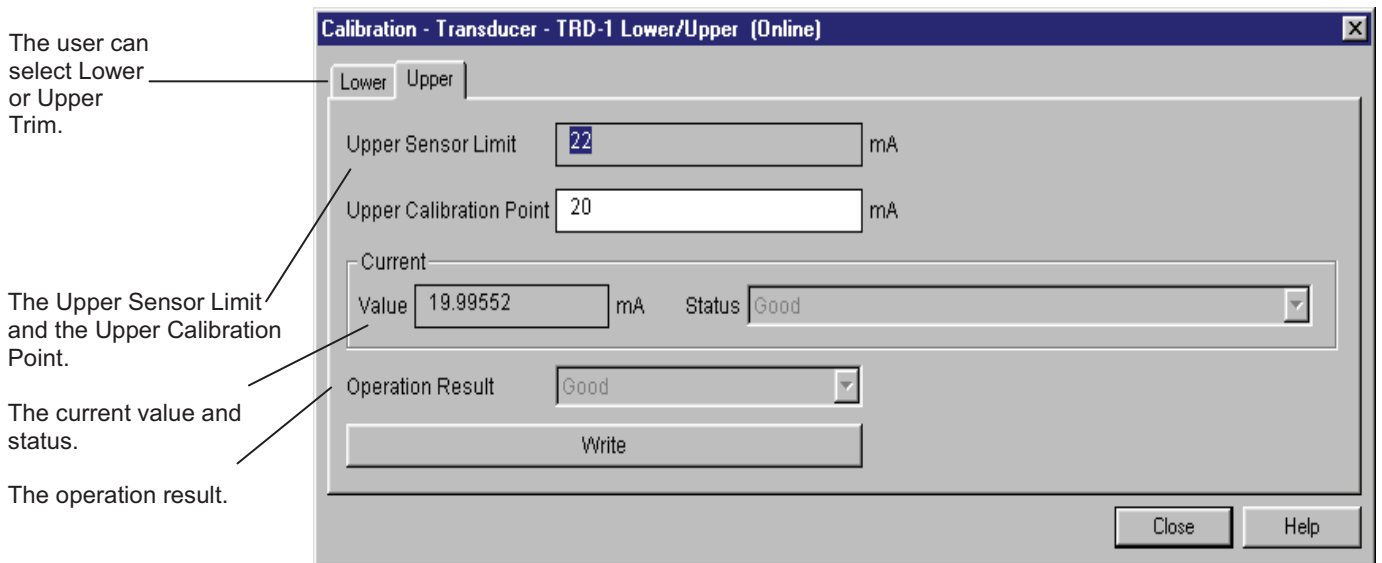 The user can
select Lower
or Upper
Trim.
The Upper Sensor Limit
and the Upper Calibration
Point.
The current value and
status.
The operation result.
Calibration - Transducer - TRD-1 Lower/Upper (Online)
Lower Upper
Upper Sensor Limit 22 mA
Upper Calibration Point 20 mA
Current
Value 19.99552 mA Status Good
Operation Result Good
Write
Close Help